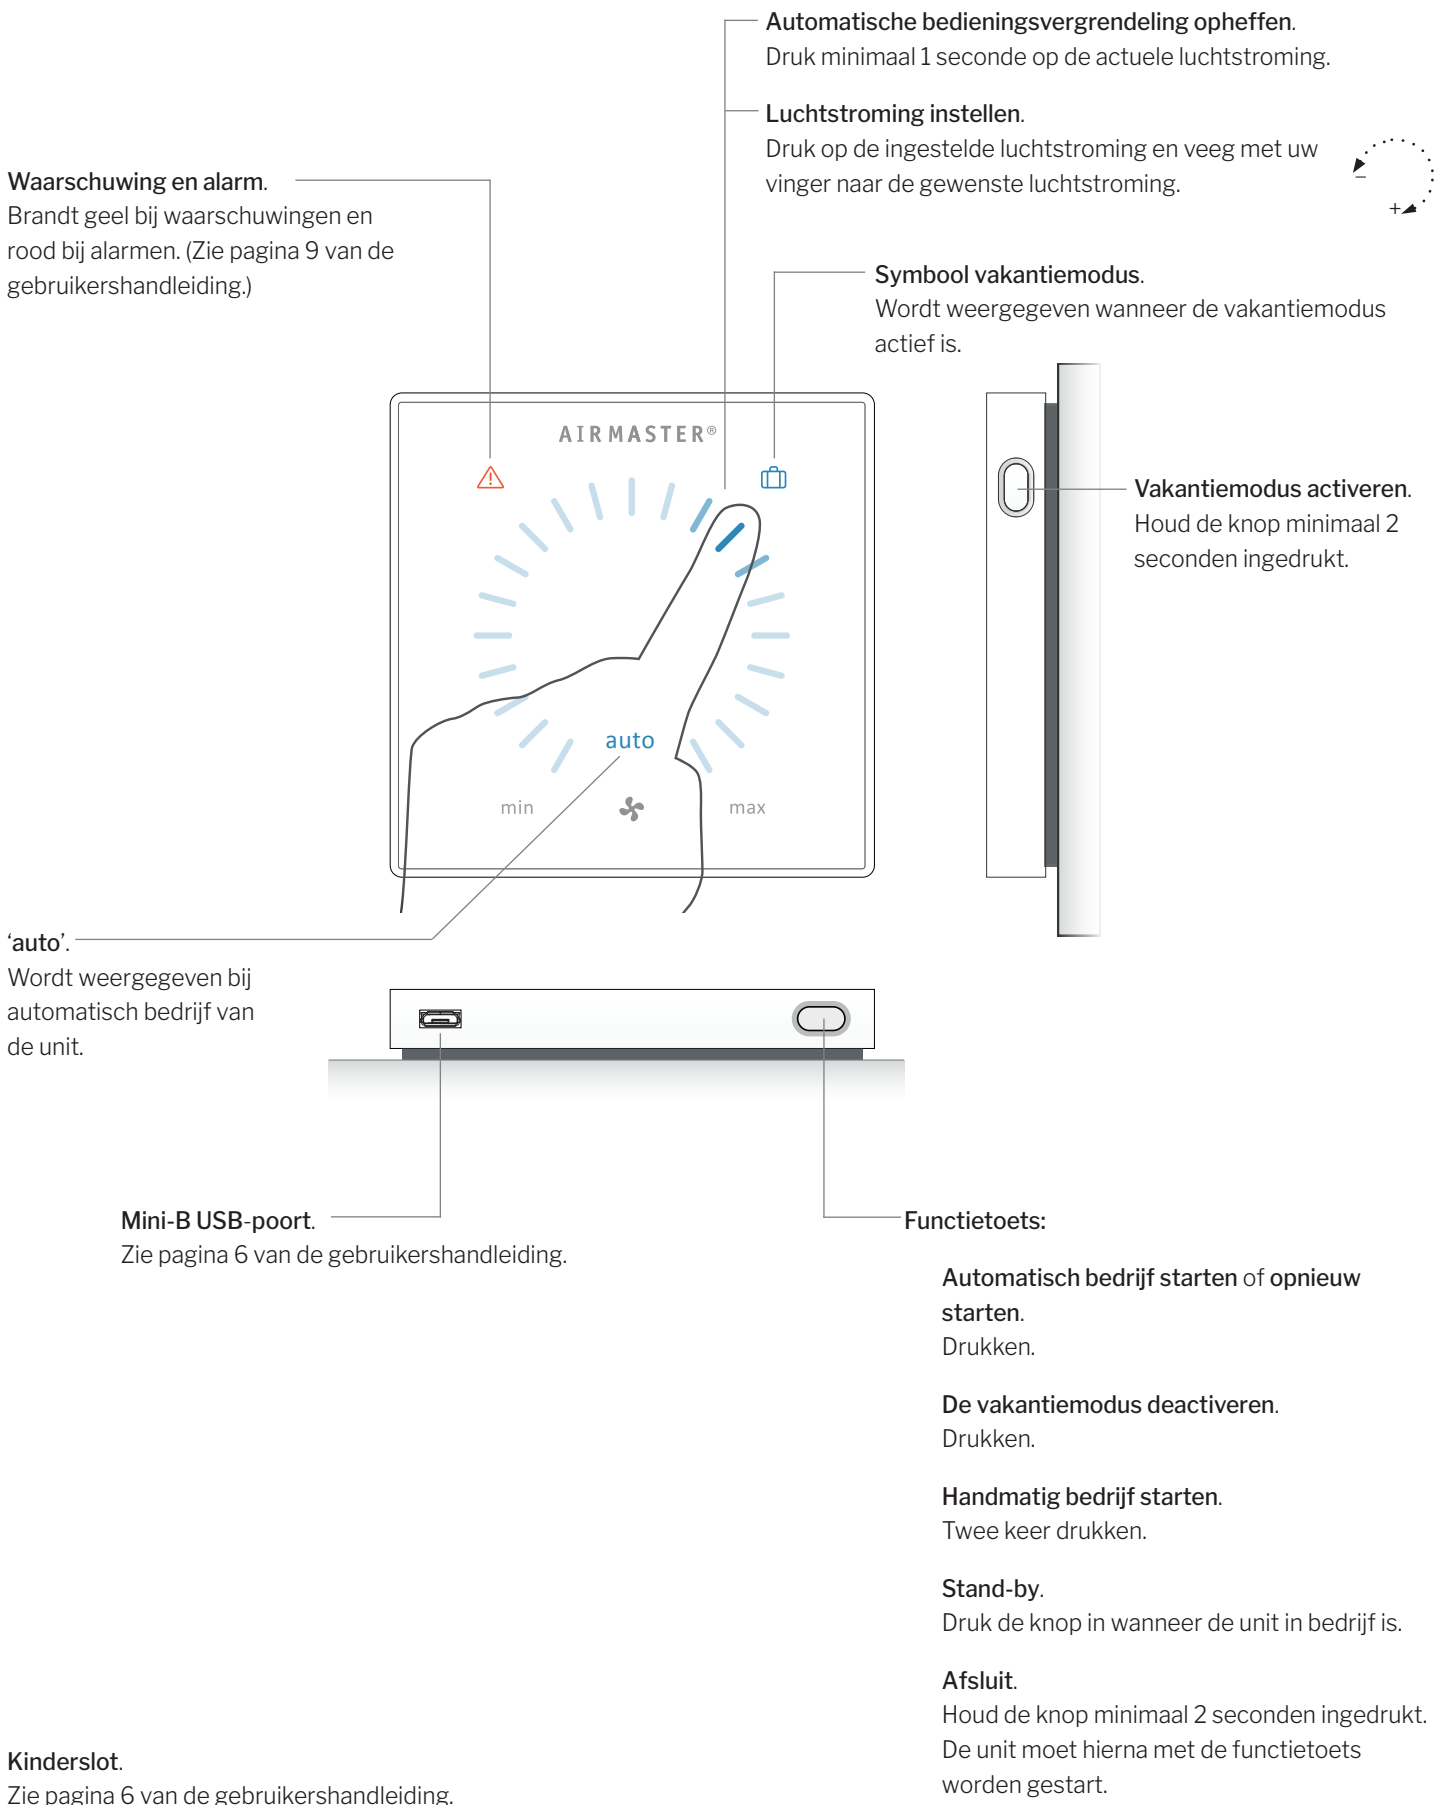 Automatische bedieningsvergrendeling opheffen.
Druk minimaal 1 seconde op de actuele luchtstroming.
Luchtstroming instellen.
Druk op de ingestelde luchtstroming en veeg met uw
vinger naar de gewenste luchtstroming.
–
+
Waarschuwing en alarm.
Brandt geel bij waarschuwingen en
rood bij alarmen. (Zie pagina 9 van de
gebruikershandleiding.)
Symbool vakantiemodus.
Wordt weergegeven wanneer de vakantiemodus
actief is.
AIRMASTER®
Vakantiemodus activeren.
Houd de knop minimaal 2
seconden ingedrukt.
auto
min
max
‘auto’.
Wordt weergegeven bij
automatisch bedrijf van
de unit.
Mini-B USB-poort.
Zie pagina 6 van de gebruikershandleiding.
Functietoets:
Automatisch bedrijf starten of opnieuw
starten.
Drukken.
De vakantiemodus deactiveren.
Drukken.
Handmatig bedrijf starten.
Twee keer drukken.
Stand-by.
Druk de knop in wanneer de unit in bedrijf is.
Afsluit.
Houd de knop minimaal 2 seconden ingedrukt.
De unit moet hierna met de functietoets
worden gestart.
Kinderslot.
Zie pagina 6 van de gebruikershandleiding.